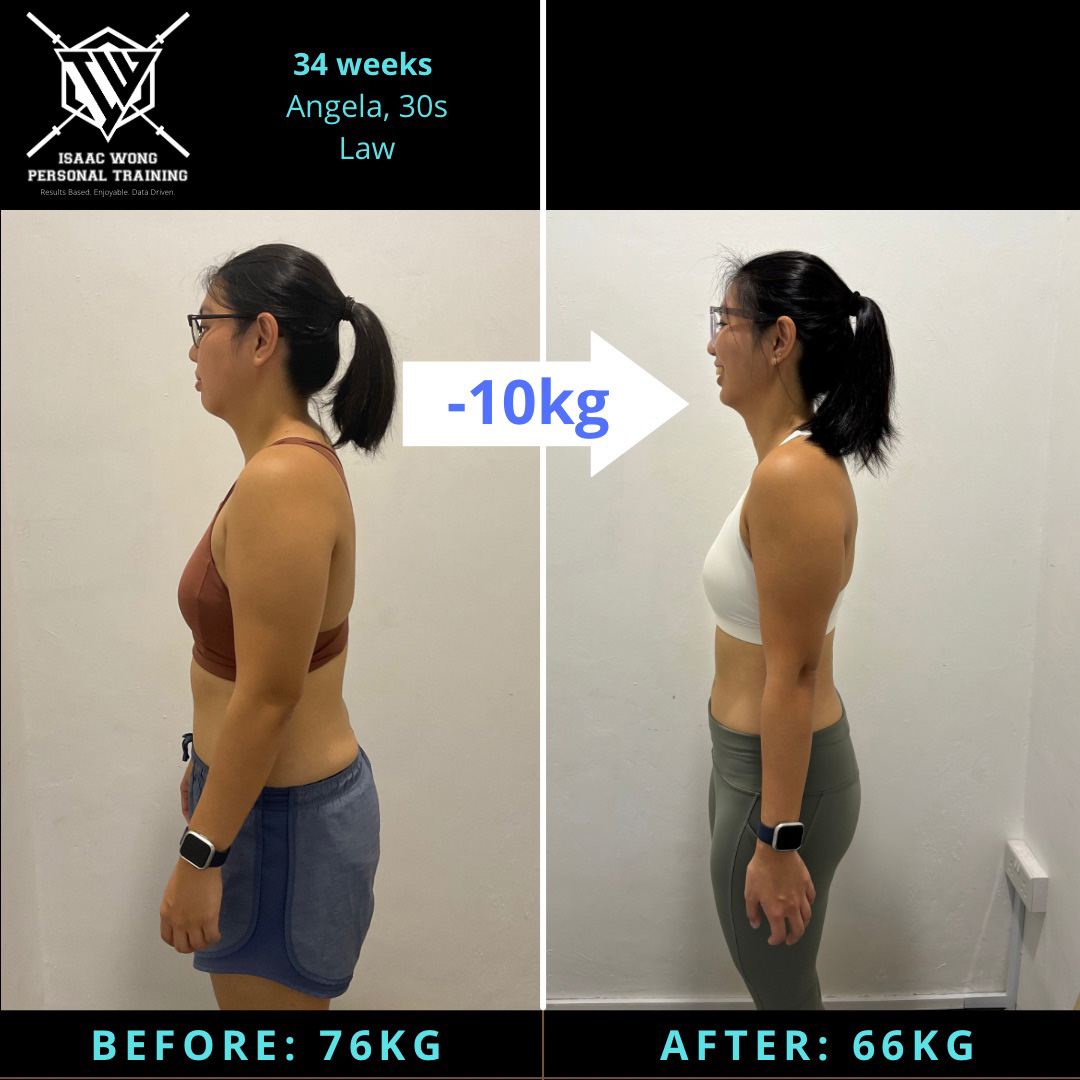 ISAAC WONG
PERSONAL TRAINING
Results Based. Enjoyable. Data Driven.
34 weeks
Angela, 30s
Law
-10kg
BEFORE: 76KG
AFTER: 66KG